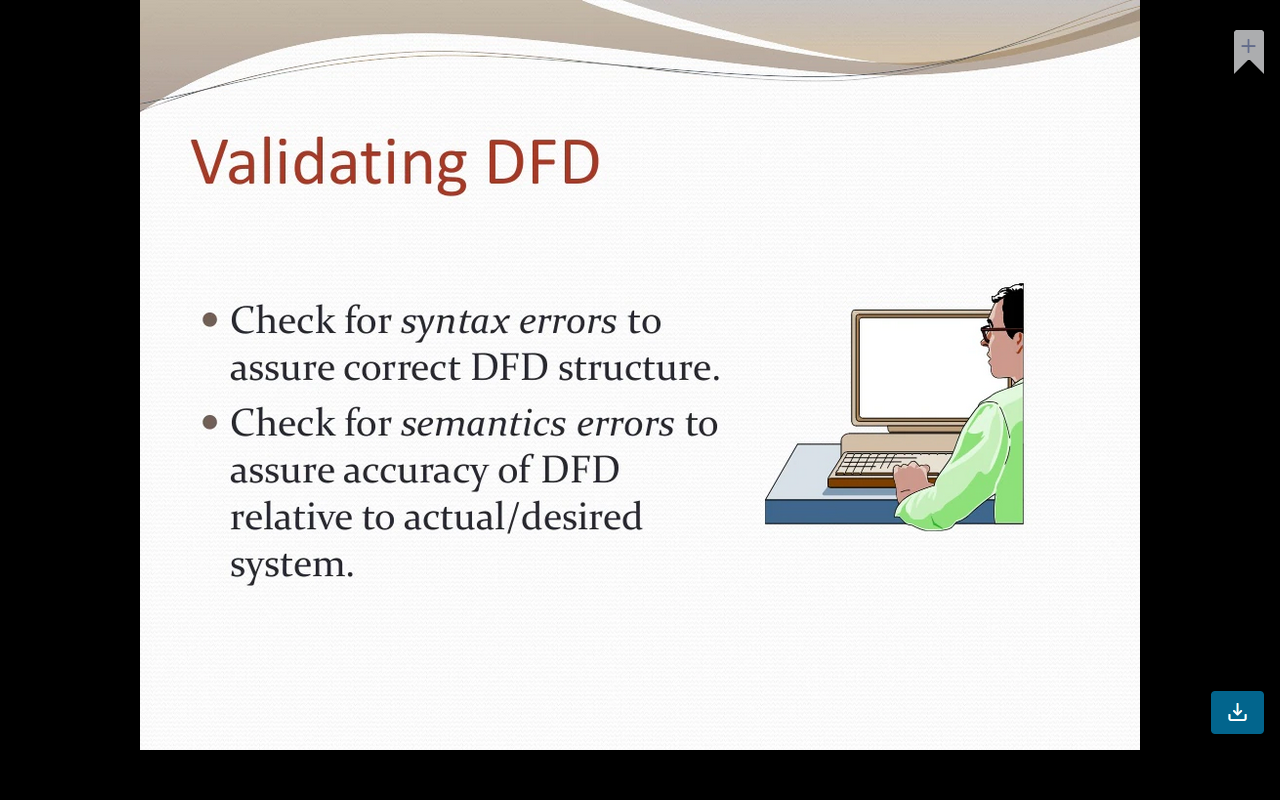 Validating DFD
• Check for syntax errors to
assure correct DFD structure.
• Check for semantics errors to
assure accuracy of DFD
relative to actual/desired
system.